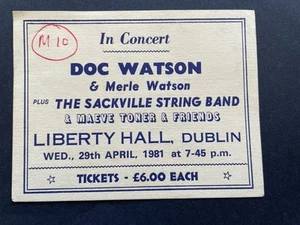 M10
In Concert
DOC WATSON
& Merle Watson
PLUS THE SACKVILLE STRING BAND
& MAEVE TONER & FRIENDS
LIBERTY HALL, DUBLIN
WED., 29th APRIL, 1981 at 7-45 p.m.
TICKETS - £6.00 EACH